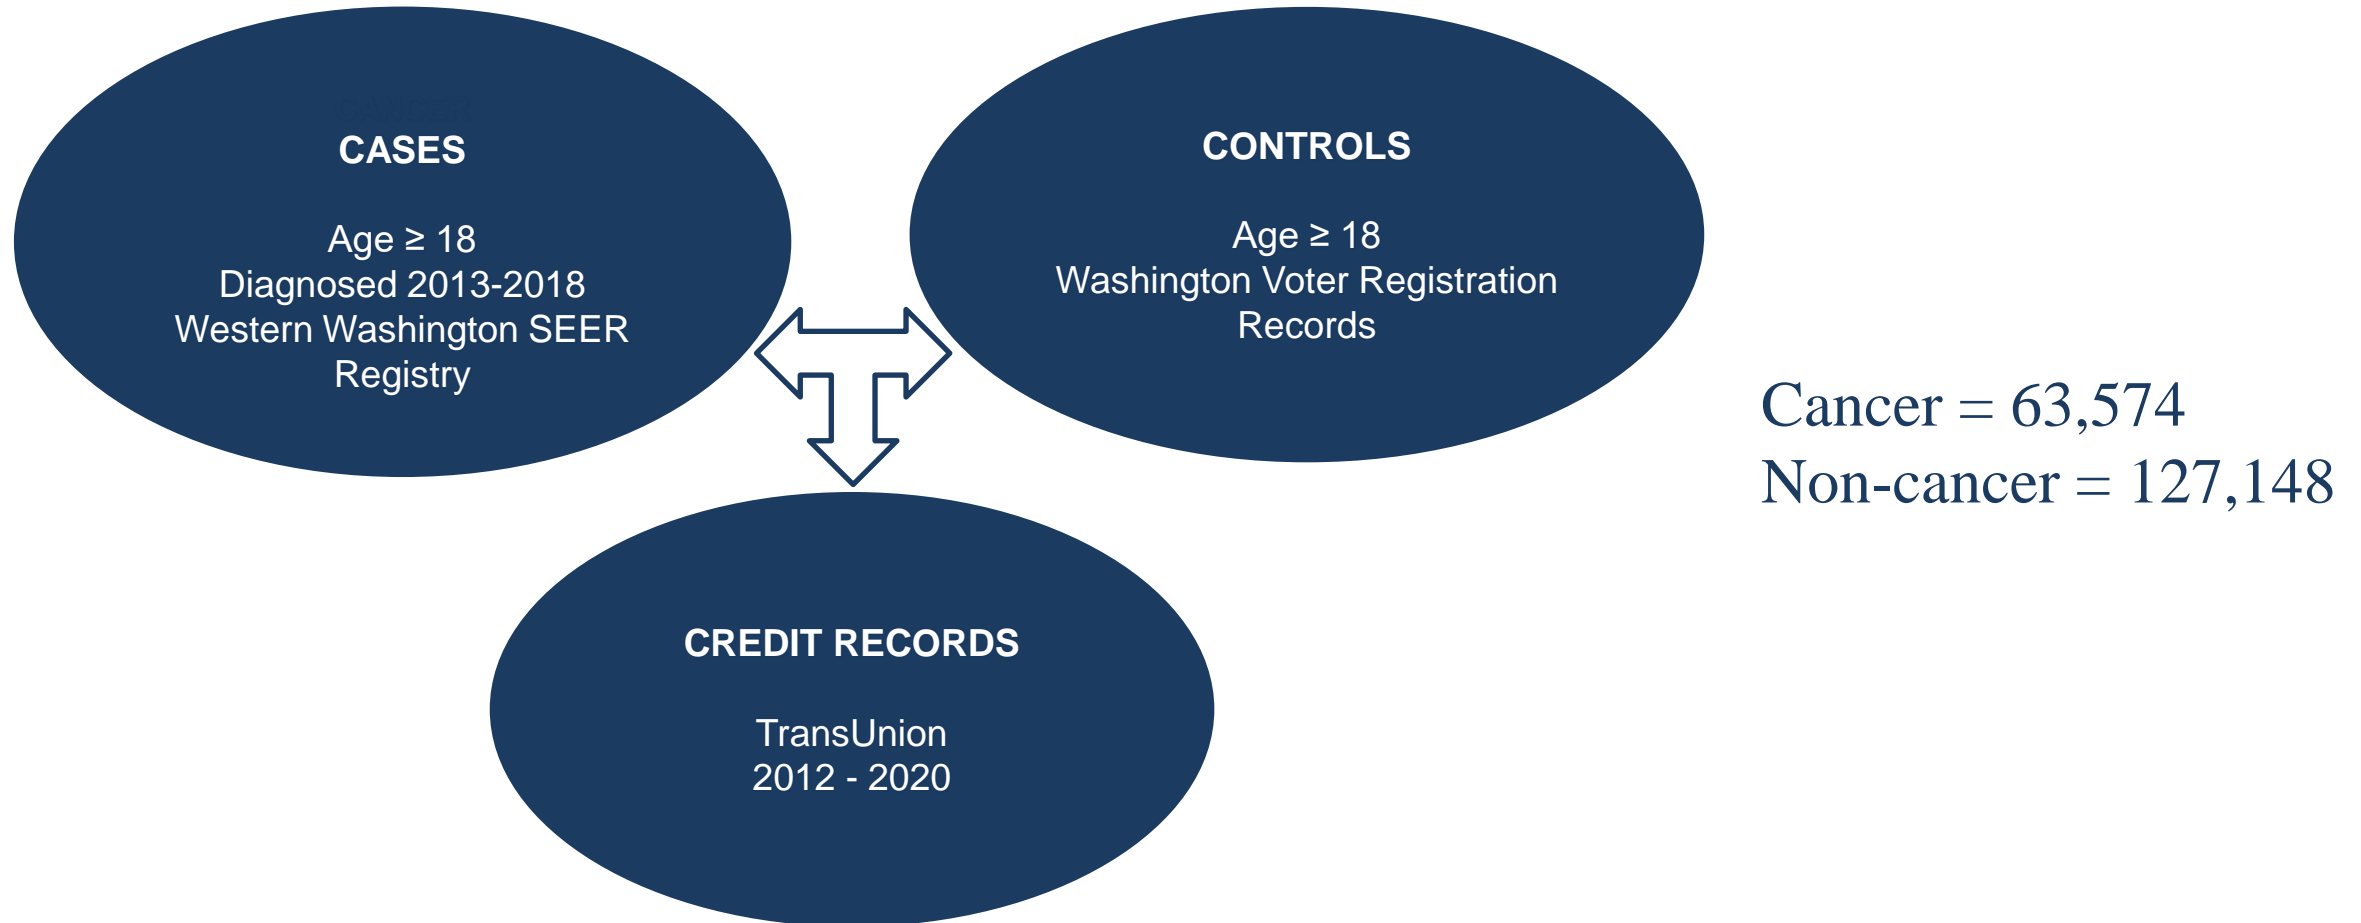 CASES
Age ≥ 18
Diagnosed 2013-2018
Western Washington SEER
Registry
CONTROLS
Age ≥ 18
Washington Voter Registration
Records
Cancer = 63,574
Non-cancer = 127,148
CREDIT RECORDS
TransUnion
2012 - 2020